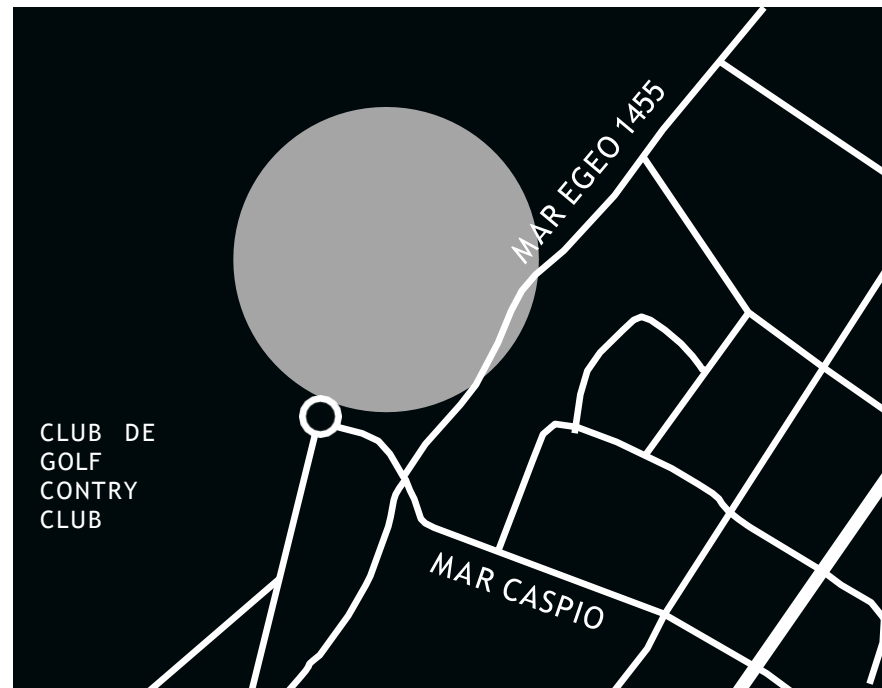 MAR EGEO 1455
CLUB DE
GOLF
CONTRY
CLUB
MAR CASPIO